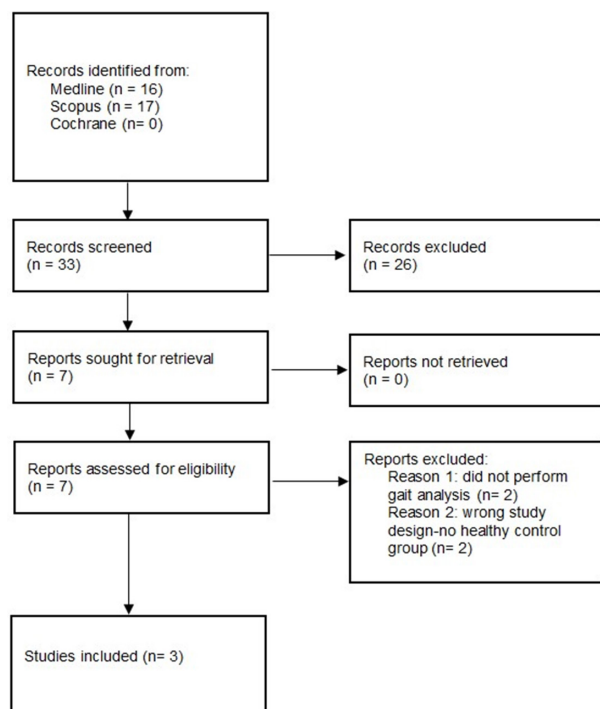 Records identified from:
Medline (n = 16)
Scopus (n = 17)
Cochrane (n= 0)
Records screened
(n = 33)
Records excluded
(n = 26)
Reports sought for retrieval
(n = 7)
Reports not retrieved
(n = 0)
Reports assessed for eligibility
(n = 7)
Reports excluded:
Reason 1: did not perform
gait analysis (n= 2)
Reason 2: wrong study
design-no healthy control
group (n= 2)
Studies included (n= 3)